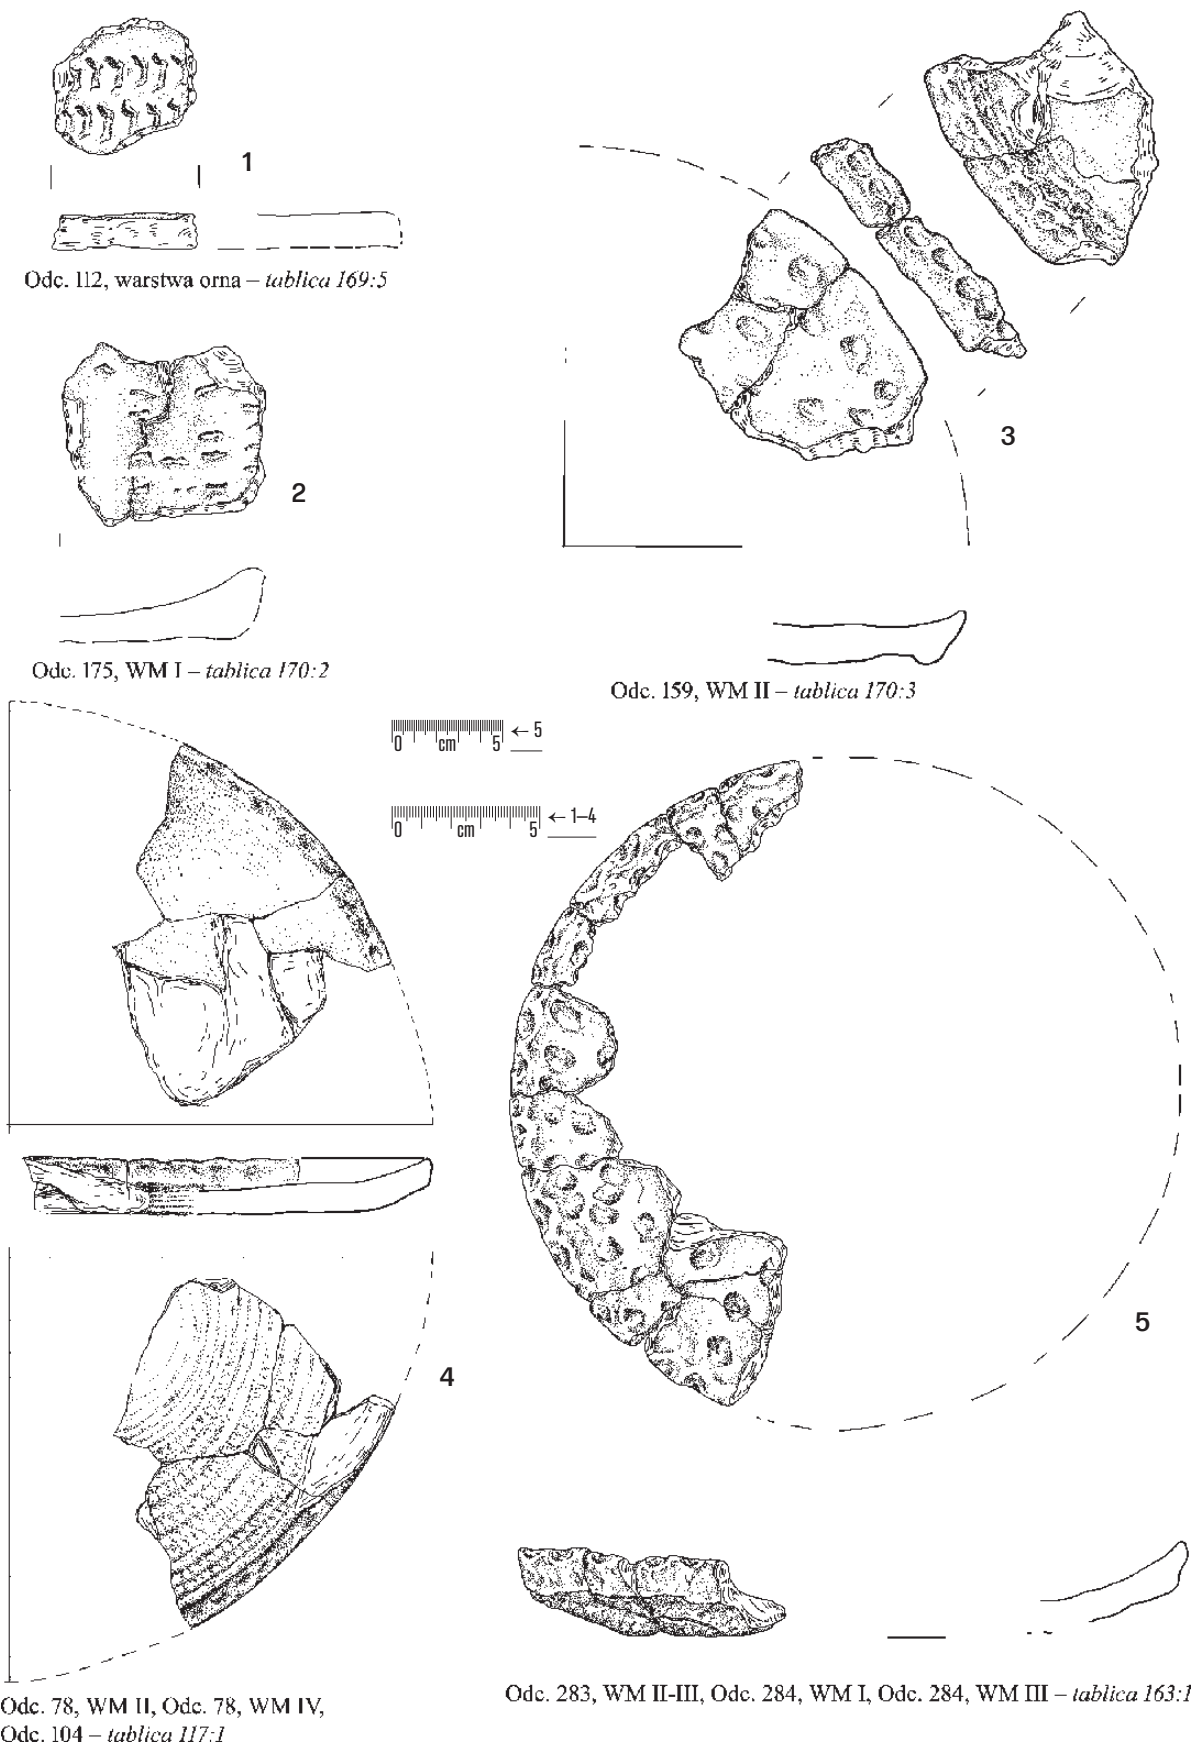 1
Odc. 112, warstwa orna – tablica 169:5
2
Odc. 175, WM I – tablica 170:2
3
Odc. 159, WM II – tablica 170:3
0 cm 5 ← 5
0 cm 5 ← 1–4
4
Odc. 78, WM II, Odc. 78, WM IV,
Odc. 104 – tablica 117:1
5
Odc. 283, WM II-III, Odc. 284, WM I, Odc. 284, WM III – tablica 163:1